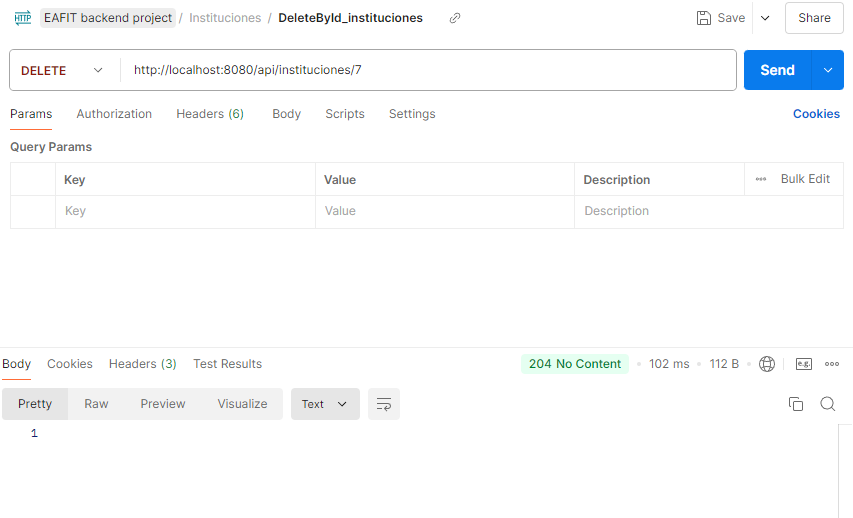 HTTP EAFIT backend project / Instituciones / DeleteById_instituciones Save Share
DELETE http://localhost:8080/api/instituciones/7 Send
Params Authorization Headers (6) Body Scripts Settings Cookies
Query Params
Key Value Description Bulk Edit
Key Value Description
Body Cookies Headers (3) Test Results 204 No Content 102 ms 112 B e.g.
Pretty Raw Preview Visualize Text
1